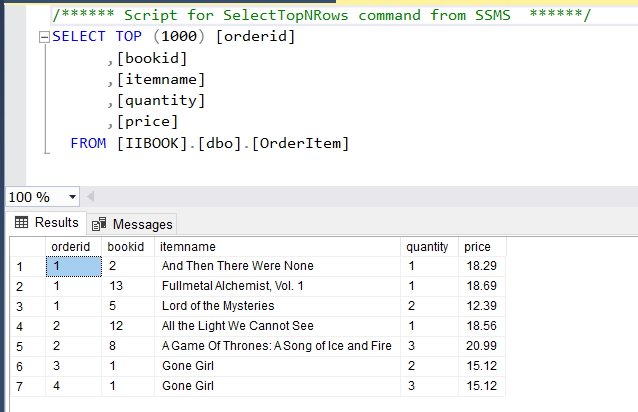 /****** Script for SelectTopNRows command from SSMS  ******/
SELECT TOP (1000) [orderid]
      ,[bookid]
      ,[itemname]
      ,[quantity]
      ,[price]
  FROM [IIBOOK].[dbo].[OrderItem]
100 %
Results Messages
orderid bookid itemname quantity price
1 1 2 And Then There Were None 1 18.29
2 1 13 Fullmetal Alchemist, Vol. 1 1 18.69
3 1 5 Lord of the Mysteries 2 12.39
4 2 12 All the Light We Cannot See 1 18.56
5 2 8 A Game Of Thrones: A Song of Ice and Fire 3 20.99
6 3 1 Gone Girl 2 15.12
7 4 1 Gone Girl 3 15.12